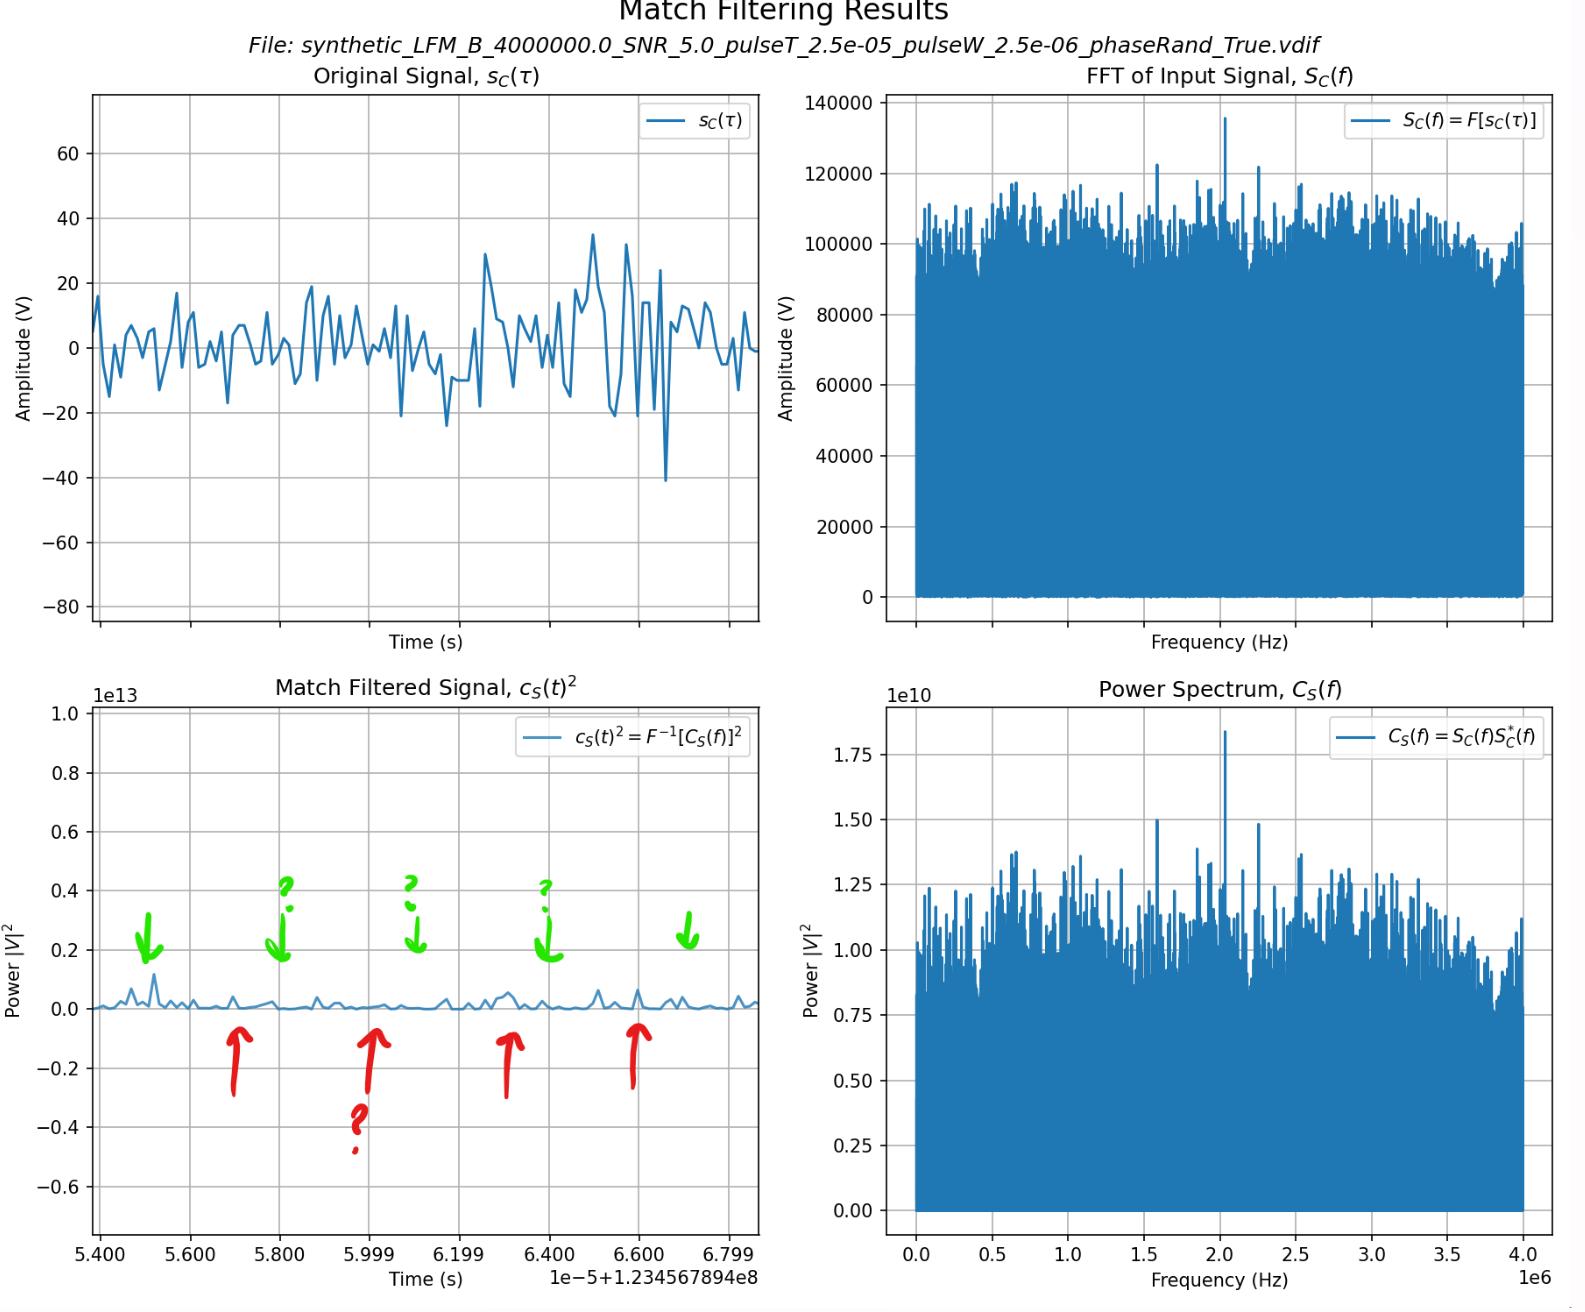 Match Filtering Results
File: synthetic_LFM_B_4000000.0_SNR_5.0_pulseT_2.5e-05_pulseW_2.5e-06_phaseRand_True.vdif
Original Signal, s_C(τ)
s_C(τ)
60
40
20
0
−20
−40
−60
−80
Amplitude (V)
Time (s)
FFT of Input Signal, S_C(f)
S_C(f) = F[s_C(τ)]
140000
120000
100000
80000
60000
40000
20000
0
Amplitude (V)
Frequency (Hz)
Match Filtered Signal, c_S(t)²
1e13
c_S(t)² = F⁻¹[C_S(f)]²
1.0
0.8
0.6
0.4
0.2
0.0
−0.2
−0.4
−0.6
Power |V|²
? ? ?
?
5.400 5.600 5.800 5.999 6.199 6.400 6.600 6.799
Time (s)
1e−5+1.234567894e8
Power Spectrum, C_S(f)
1e10
C_S(f) = S_C(f)S*_C(f)
1.75
1.50
1.25
1.00
0.75
0.50
0.25
0.00
Power |V|²
0.0 0.5 1.0 1.5 2.0 2.5 3.0 3.5 4.0
1e6
Frequency (Hz)